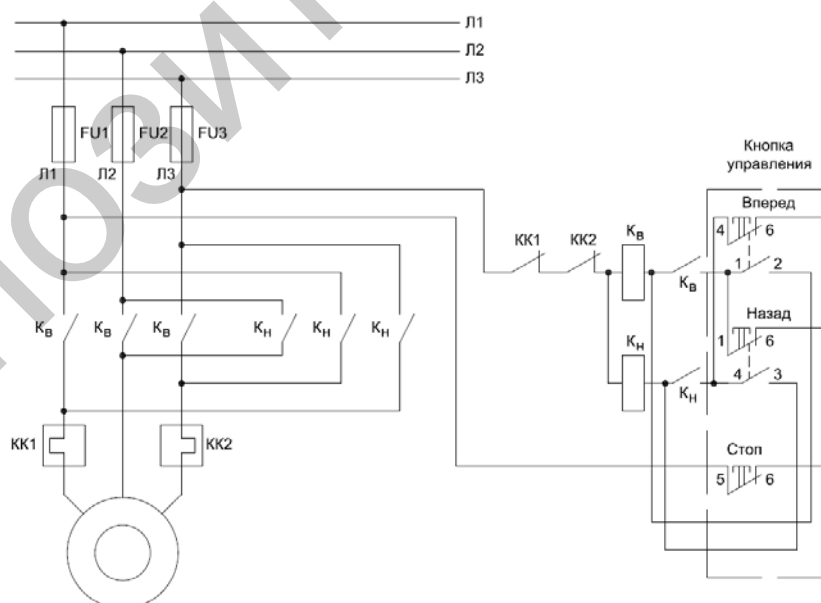 Л1
Л2
Л3
FU1 FU2 FU3
Л1 Л2 Л3
Кнопка
управления
Вперед
4 6
КК1 КК2 Кв
Кв
1 2
Назад
Кв Кв Кв Кн Кн Кн
Кн
1 6
4 3
Кн
КК1 КК2
Стоп
5 6